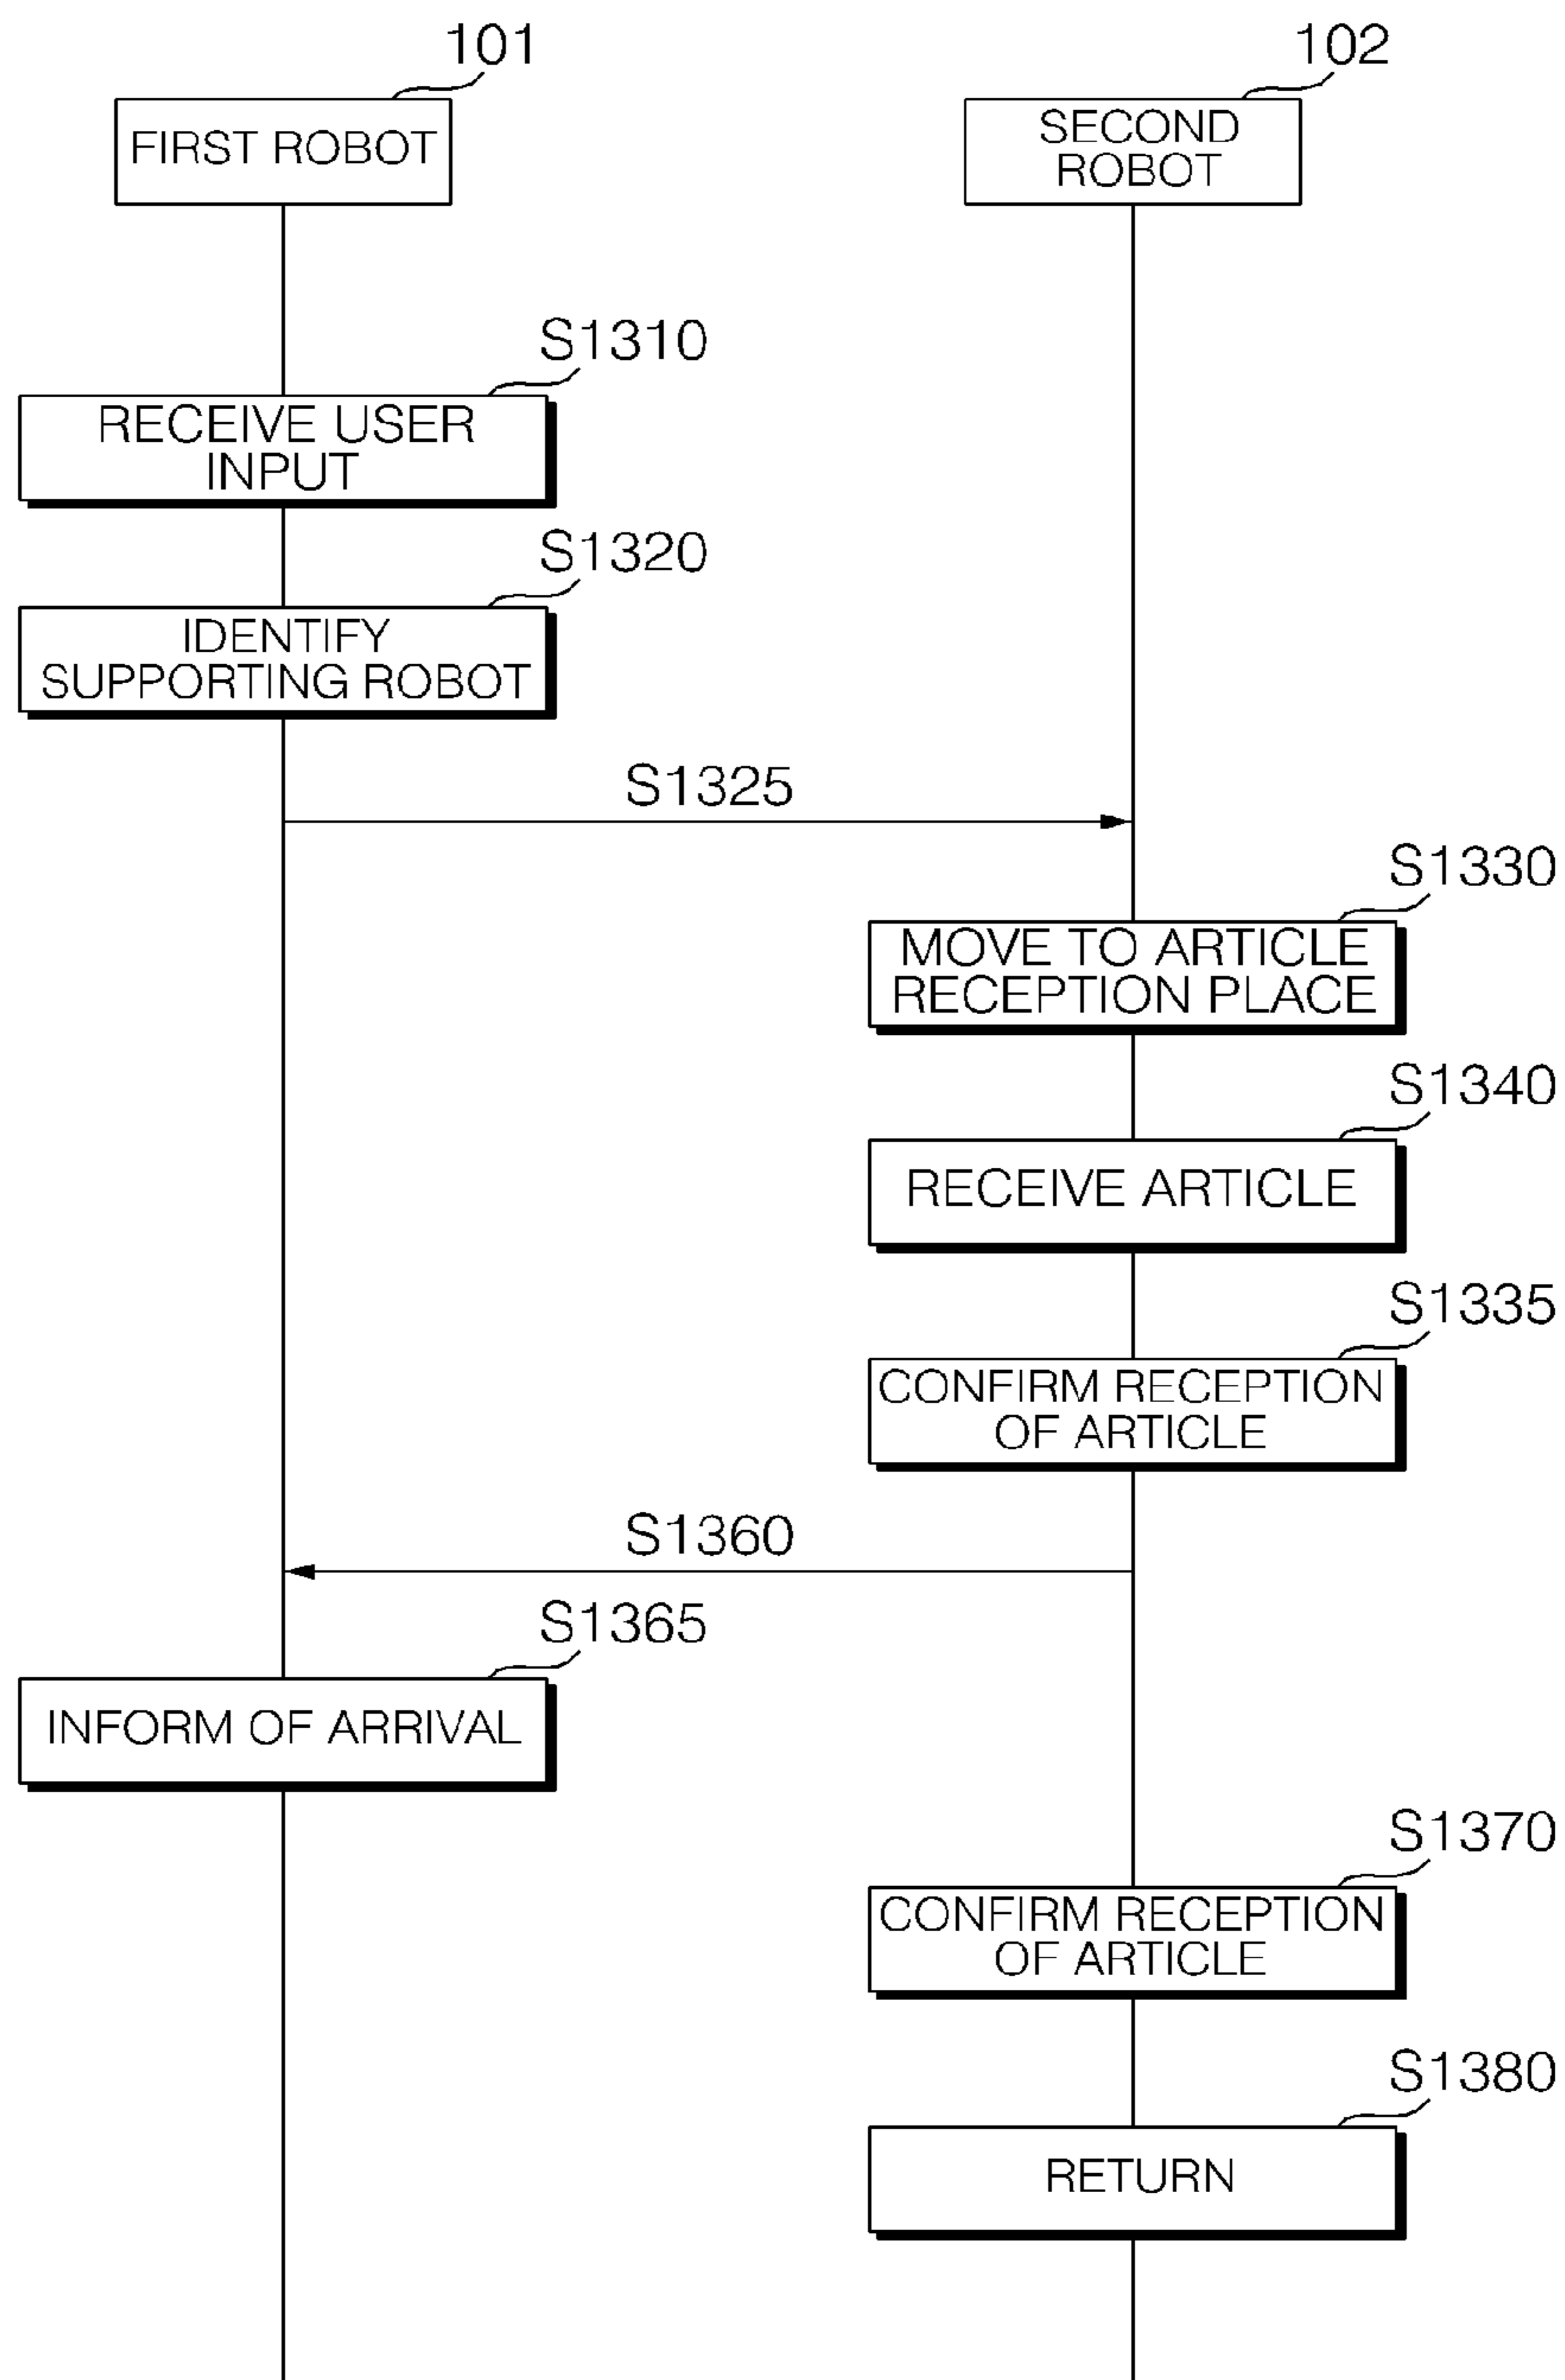 101
102
FIRST ROBOT
SECOND
ROBOT
S1310
RECEIVE USER
INPUT
S1320
IDENTIFY
SUPPORTING ROBOT
S1325
S1330
MOVE TO ARTICLE
RECEPTION PLACE
S1340
RECEIVE ARTICLE
S1335
CONFIRM RECEPTION
OF ARTICLE
S1360
S1365
INFORM OF ARRIVAL
S1370
CONFIRM RECEPTION
OF ARTICLE
S1380
RETURN